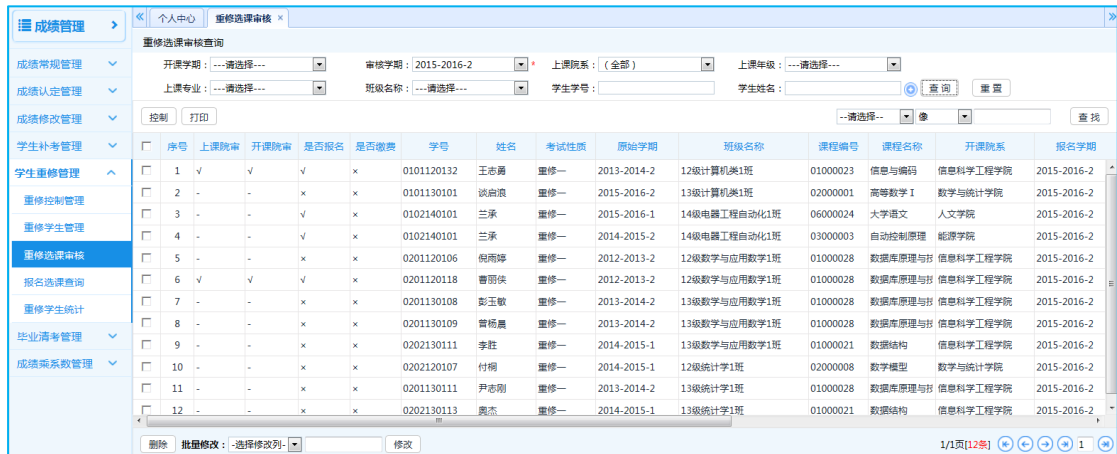 成绩管理
个人中心 重修选课审核 ×
重修选课审核查询
成绩常规管理
成绩认定管理
成绩修改管理
学生补考管理
学生重修管理
重修控制管理
重修学生管理
重修选课审核
报名选课查询
重修学生统计
毕业清考管理
成绩乘系数管理
开课学期：---请选择--- 审核学期：2015-2016-2 * 上课院系：（全部） 上课年级：---请选择---
上课专业：---请选择--- 班级名称：---请选择--- 学生学号： 学生姓名： 查询 重置
控制 打印 --请选择-- 像 查找
序号 上课院审 开课院审 是否报名 是否缴费 学号 姓名 考试性质 原始学期 班级名称 课程编号 课程名称 开课院系 报名学期
1 √ √ √ × 0101120132 王志勇 重修一 2013-2014-2 12级计算机类1班 01000023 信息与编码 信息科学工程学院 2015-2016-2
2 - - × × 0101130101 谈启浪 重修一 2015-2016-2 13级计算机类1班 02000001 高等数学 I 数学与统计学院 2015-2016-2
3 - - √ × 0102140101 兰承 重修一 2015-2016-1 14级电器工程自动化1班 06000024 大学语文 人文学院 2015-2016-2
4 - - √ × 0102140101 兰承 重修一 2014-2015-2 14级电器工程自动化1班 03000003 自动控制原理 能源学院 2015-2016-2
5 - - × × 0201120106 倪雨婷 重修一 2012-2013-2 12级数学与应用数学1班 01000028 数据库原理与技 信息科学工程学院 2015-2016-2
6 √ √ √ × 0201120118 曹丽侠 重修一 2012-2013-2 12级数学与应用数学1班 01000028 数据库原理与技 信息科学工程学院 2015-2016-2
7 - - × × 0201130108 彭玉敏 重修一 2013-2014-2 13级数学与应用数学1班 01000028 数据库原理与技 信息科学工程学院 2015-2016-2
8 - - × × 0201130109 曾杨晨 重修一 2013-2014-2 13级数学与应用数学1班 01000028 数据库原理与技 信息科学工程学院 2015-2016-2
9 - - × × 0202130111 李胜 重修一 2014-2015-1 13级数学与应用数学1班 01000021 数据结构 信息科学工程学院 2015-2016-2
10 - - × × 0202120107 付桐 重修一 2014-2015-1 12级统计学1班 02000008 数学模型 数学与统计学院 2015-2016-2
11 - - × × 0201130111 尹志刚 重修一 2013-2014-2 13级统计学1班 01000028 数据库原理与技 信息科学工程学院 2015-2016-2
12 - - × × 0202130113 奥杰 重修一 2014-2015-1 13级统计学1班 01000021 数据结构 信息科学工程学院 2015-2016-2
删除 批量修改：-选择修改列- 修改 1/1页[12条] 1